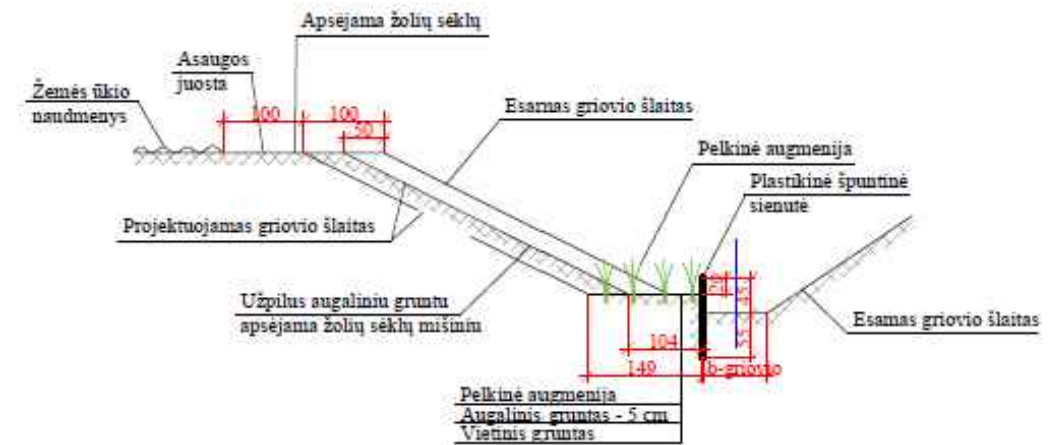 Apsėjama žolių sėklų
Asaugos
juosta
Žemės ūkio
naudmenys
100
100
50
Esamas griovio šlaitas
Pelkinė augmenija
Plastikinė špuntinė
sienutė
Projektuojamas griovio šlaitas
Užpilus augaliniu gruntu
apsėjama žolių sėklų mišiniu
45
55
Esamas griovio šlaitas
104
149
b-griovio
Pelkinė augmenija
Augalinis gruntas - 5 cm
Vietinis gruntas